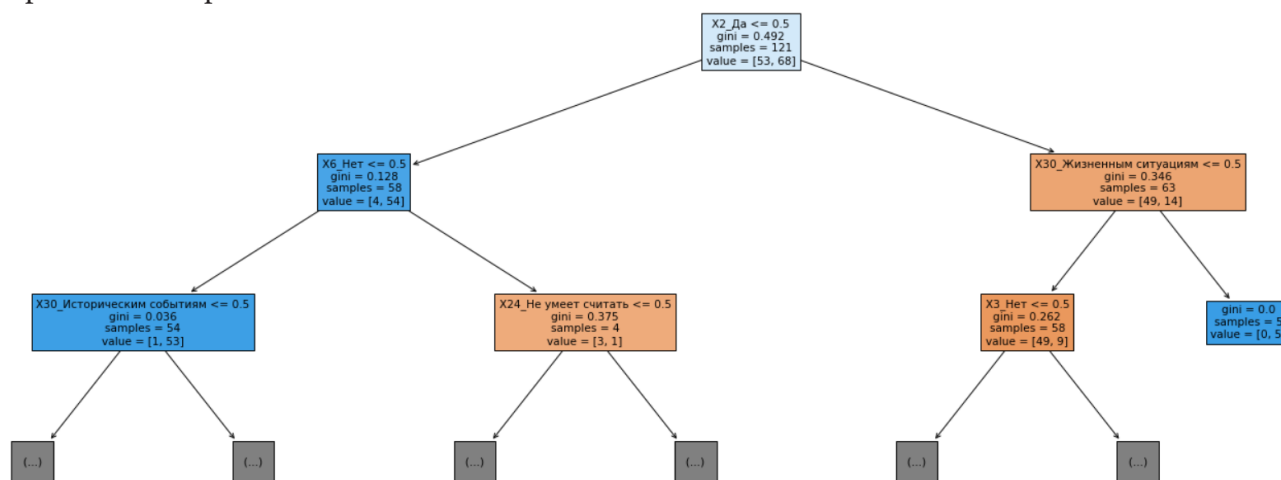 X2_Да <= 0.5
gini = 0.492
samples = 121
value = [53, 68]
X6_Нет <= 0.5
gini = 0.128
samples = 58
value = [4, 54]
X30_Жизненным ситуациям <= 0.5
gini = 0.346
samples = 63
value = [49, 14]
X30_Историческим событиям <= 0.5
gini = 0.036
samples = 54
value = [1, 53]
X24_Не умеет считать <= 0.5
gini = 0.375
samples = 4
value = [3, 1]
X3_Нет <= 0.5
gini = 0.262
samples = 58
value = [49, 9]
gini = 0.0
samples = 5
value = [0, 5
(...)
(...)
(...)
(...)
(...)
(...)